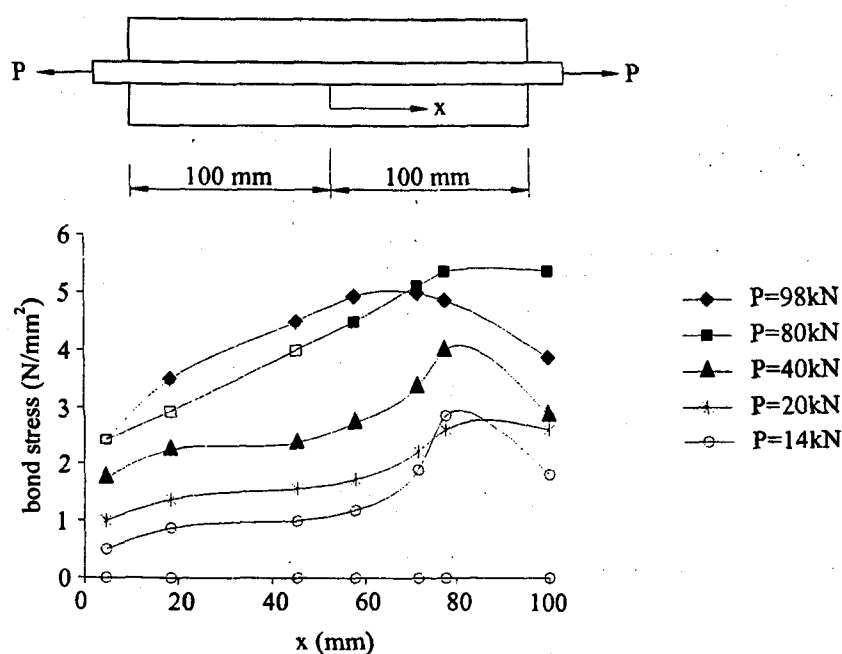 P
P
x
100 mm
100 mm
bond stress (N/mm²)
6
5
4
3
2
1
0
0
20
40
60
80
100
x (mm)
P=98kN
P=80kN
P=40kN
P=20kN
P=14kN